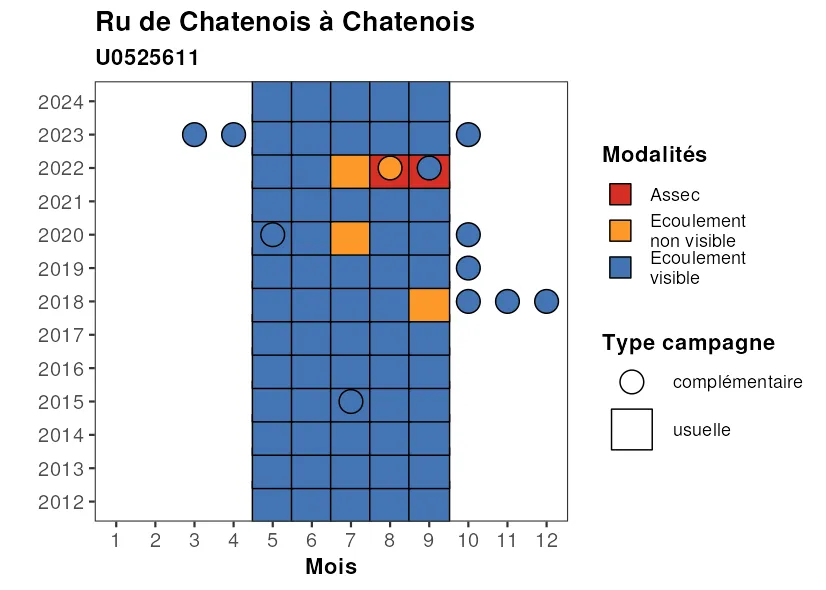 Ru de Chatenois à Chatenois
U0525611
2024
2023
2022
2021
2020
2019
2018
2017
2016
2015
2014
2013
2012
1 2 3 4 5 6 7 8 9 10 11 12
Mois
Modalités
Assec
Ecoulement
non visible
Ecoulement
visible
Type campagne
complémentaire
usuelle